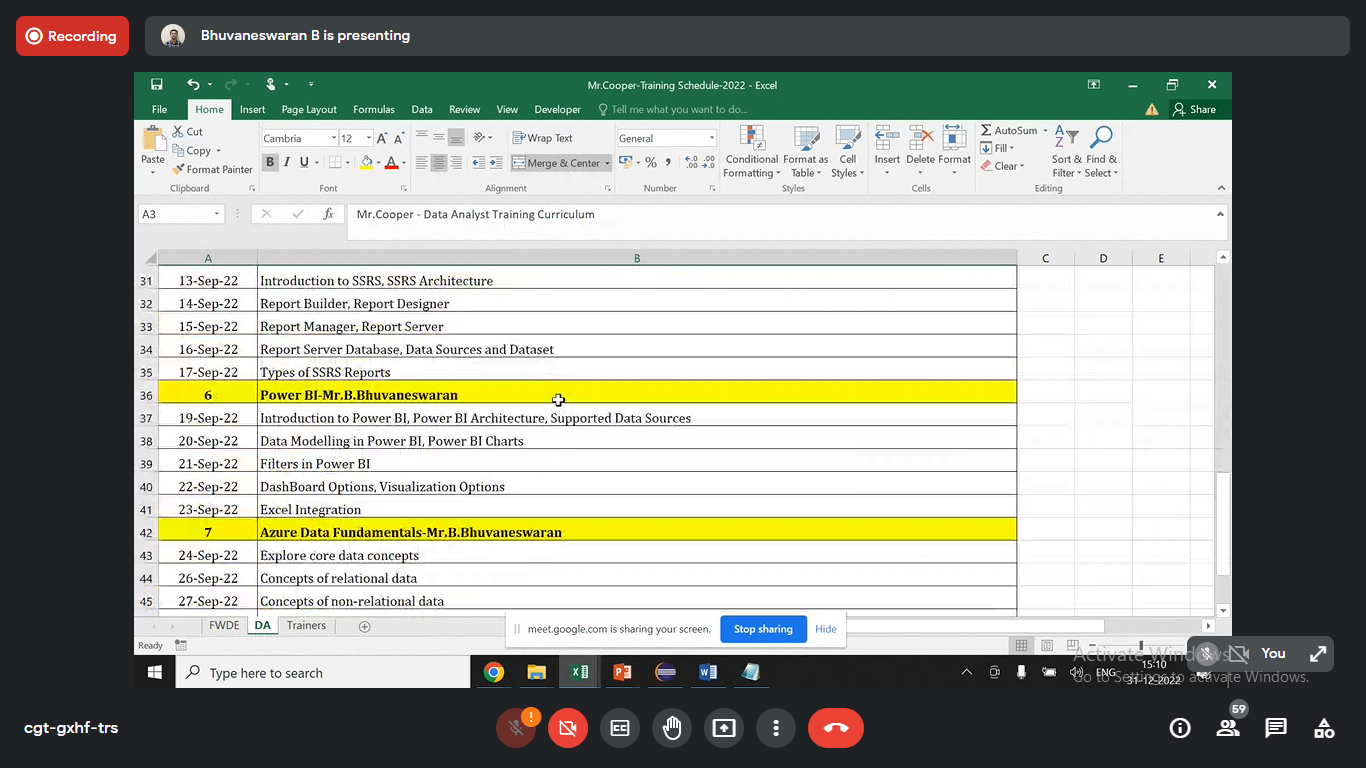 Recording
Bhuvaneswaran B is presenting
Mr.Cooper-Training Schedule-2022 - Excel
File Home Insert Page Layout Formulas Data Review View Developer Tell me what you want to do... Share
Paste Cut Copy Format Painter
Clipboard
Cambria 12
B I U
Font
Wrap Text
Merge & Center
Alignment
General
Number
Conditional Formatting Format as Table Cell Styles
Styles
Insert Delete Format
Cells
AutoSum
Fill
Clear
Sort & Filter Find & Select
Editing
A3 fx Mr.Cooper - Data Analyst Training Curriculum
A B C D E
31 13-Sep-22 Introduction to SSRS, SSRS Architecture
32 14-Sep-22 Report Builder, Report Designer
33 15-Sep-22 Report Manager, Report Server
34 16-Sep-22 Report Server Database, Data Sources and Dataset
35 17-Sep-22 Types of SSRS Reports
36 6 Power BI-Mr.B.Bhuvaneswaran
37 19-Sep-22 Introduction to Power BI, Power BI Architecture, Supported Data Sources
38 20-Sep-22 Data Modelling in Power BI, Power BI Charts
39 21-Sep-22 Filters in Power BI
40 22-Sep-22 DashBoard Options, Visualization Options
41 23-Sep-22 Excel Integration
42 7 Azure Data Fundamentals-Mr.B.Bhuvaneswaran
43 24-Sep-22 Explore core data concepts
44 26-Sep-22 Concepts of relational data
45 27-Sep-22 Concepts of non-relational data
FWDE DA Trainers
meet.google.com is sharing your screen. Stop sharing Hide
Ready
You
Activate Windows
Go to Settings to activate Windows.
Type here to search
ENG
15:10
31-12-2022
cgt-gxhf-trs
59